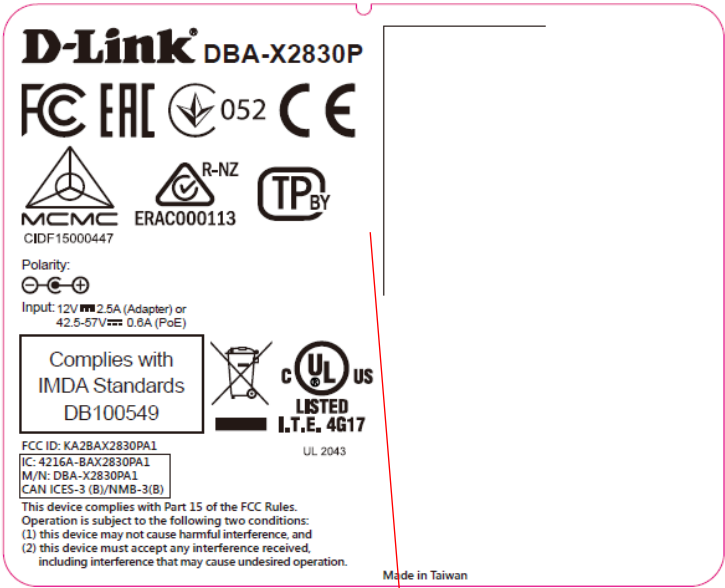 D-Link® DBA-X2830P
FC EAC 052 CE
R-NZ
MCMC
ERAC000113
TP BY
CIDF15000447
Polarity:
Input: 12V⎓2.5A (Adapter) or
42.5-57V⎓ 0.6A (PoE)
Complies with
IMDA Standards
DB100549
C UL® US
LISTED
I.T.E. 4G17
UL 2043
FCC ID: KA2BAX2830PA1
IC: 4216A-BAX2830PA1
M/N: DBA-X2830PA1
CAN ICES-3 (B)/NMB-3(B)
This device complies with Part 15 of the FCC Rules.
Operation is subject to the following two conditions:
(1) this device may not cause harmful interference, and
(2) this device must accept any interference received,
including interference that may cause undesired operation.
Made in Taiwan